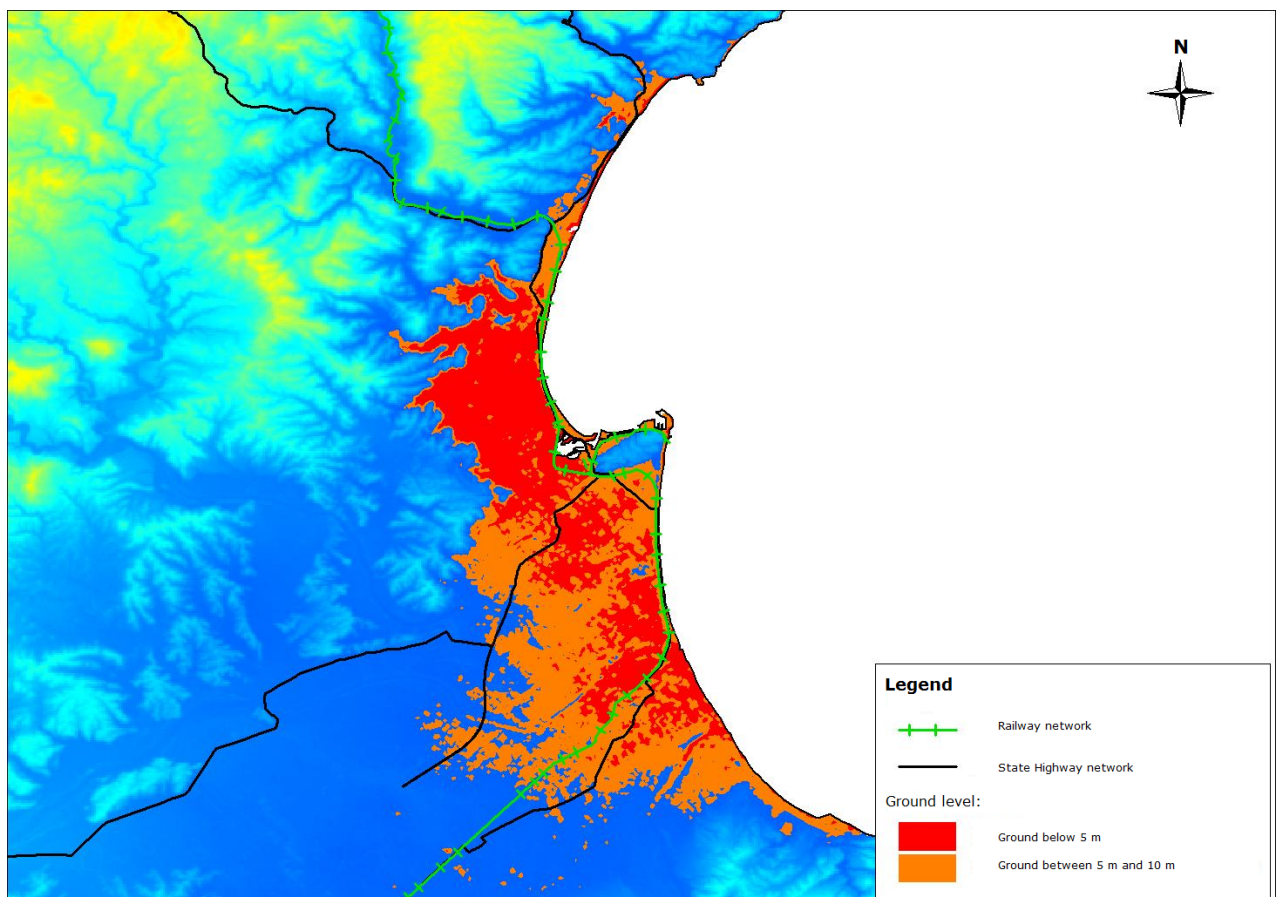 N
Legend
Railway network
State Highway network
Ground level:
Ground below 5 m
Ground between 5 m and 10 m